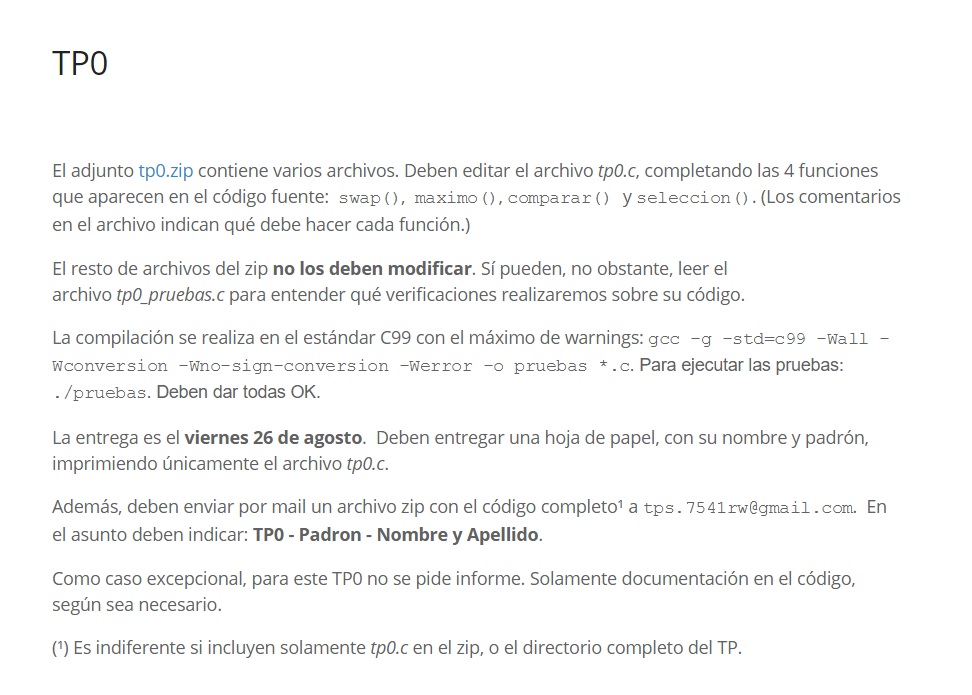 TP0
El adjunto tp0.zip contiene varios archivos. Deben editar el archivo tp0.c, completando las 4 funciones
que aparecen en el código fuente: swap(), maximo(), comparar() y seleccion(). (Los comentarios
en el archivo indican qué debe hacer cada función.)
El resto de archivos del zip no los deben modificar. Sí pueden, no obstante, leer el
archivo tp0_pruebas.c para entender qué verificaciones realizaremos sobre su código.
La compilación se realiza en el estándar C99 con el máximo de warnings: gcc -g -std=c99 -Wall -
Wconversion -Wno-sign-conversion -Werror -o pruebas *.c. Para ejecutar las pruebas:
./pruebas. Deben dar todas OK.
La entrega es el viernes 26 de agosto. Deben entregar una hoja de papel, con su nombre y padrón,
imprimiendo únicamente el archivo tp0.c.
Además, deben enviar por mail un archivo zip con el código completo¹ a tps.7541rw@gmail.com. En
el asunto deben indicar: TP0 - Padron - Nombre y Apellido.
Como caso excepcional, para este TP0 no se pide informe. Solamente documentación en el código,
según sea necesario.
(¹) Es indiferente si incluyen solamente tp0.c en el zip, o el directorio completo del TP.